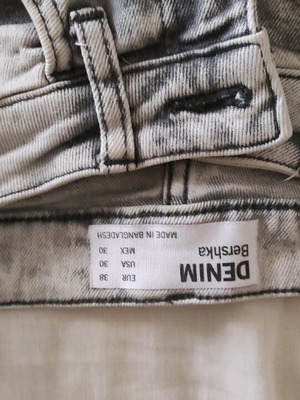 DENIM
Bershka
EUR 38
USA 30
MEX 30
MADE IN BANGLADESH